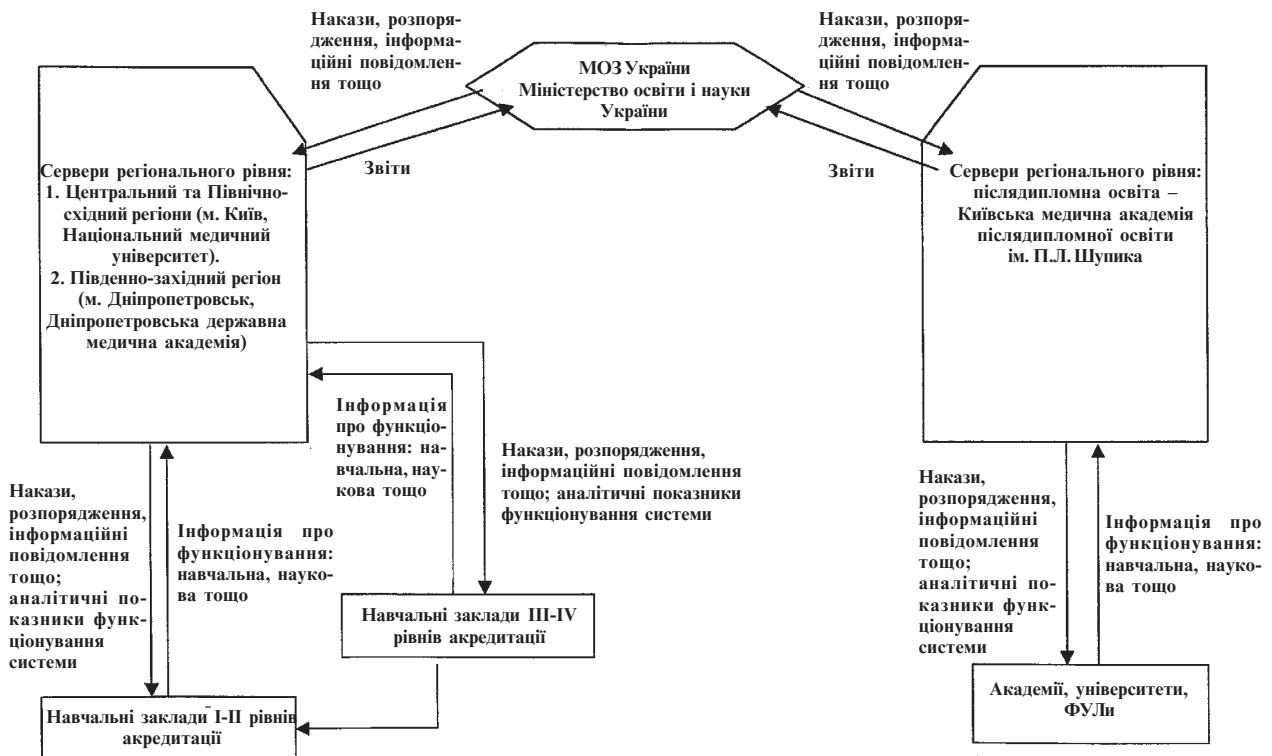 Накази, розпоря-
дження, інформа-
ційні повідомлен-
ня тощо
МОЗ України
Міністерство освіти і науки
України
Накази, розпоря-
дження, інформа-
ційні повідомлен-
ня тощо
Звіти
Звіти
Сервери регіонального рівня:
1. Центральний та Північно-
східний регіони (м. Київ,
Національний медичний
університет).
2. Південно-західний регіон
(м. Дніпропетровськ,
Дніпропетровська державна
медична академія)
Сервери регіонального рівня:
післядипломна освіта –
Київська медична академія
післядипломної освіти
ім. П.Л. Шупика
Інформація
про функціо-
нування: на-
вчальна, нау-
кова тощо
Накази, розпорядження,
інформаційні повідомлення
тощо; аналітичні показники
функціонування системи
Накази,
розпорядження,
інформаційні
повідомлення
тощо;
аналітичні по-
казники функ-
ціонування
системи
Інформація про
функціонування:
навчальна, науко-
ва тощо
Накази,
розпорядження,
інформаційні
повідомлення
тощо;
аналітичні по-
казники функ-
ціонування
системи
Інформація про
функціонування:
навчальна, науко-
ва тощо
Навчальні заклади III-IV
рівнів акредитації
Навчальні заклади I-II рівнів
акредитації
Академії, університети,
ФУЛи